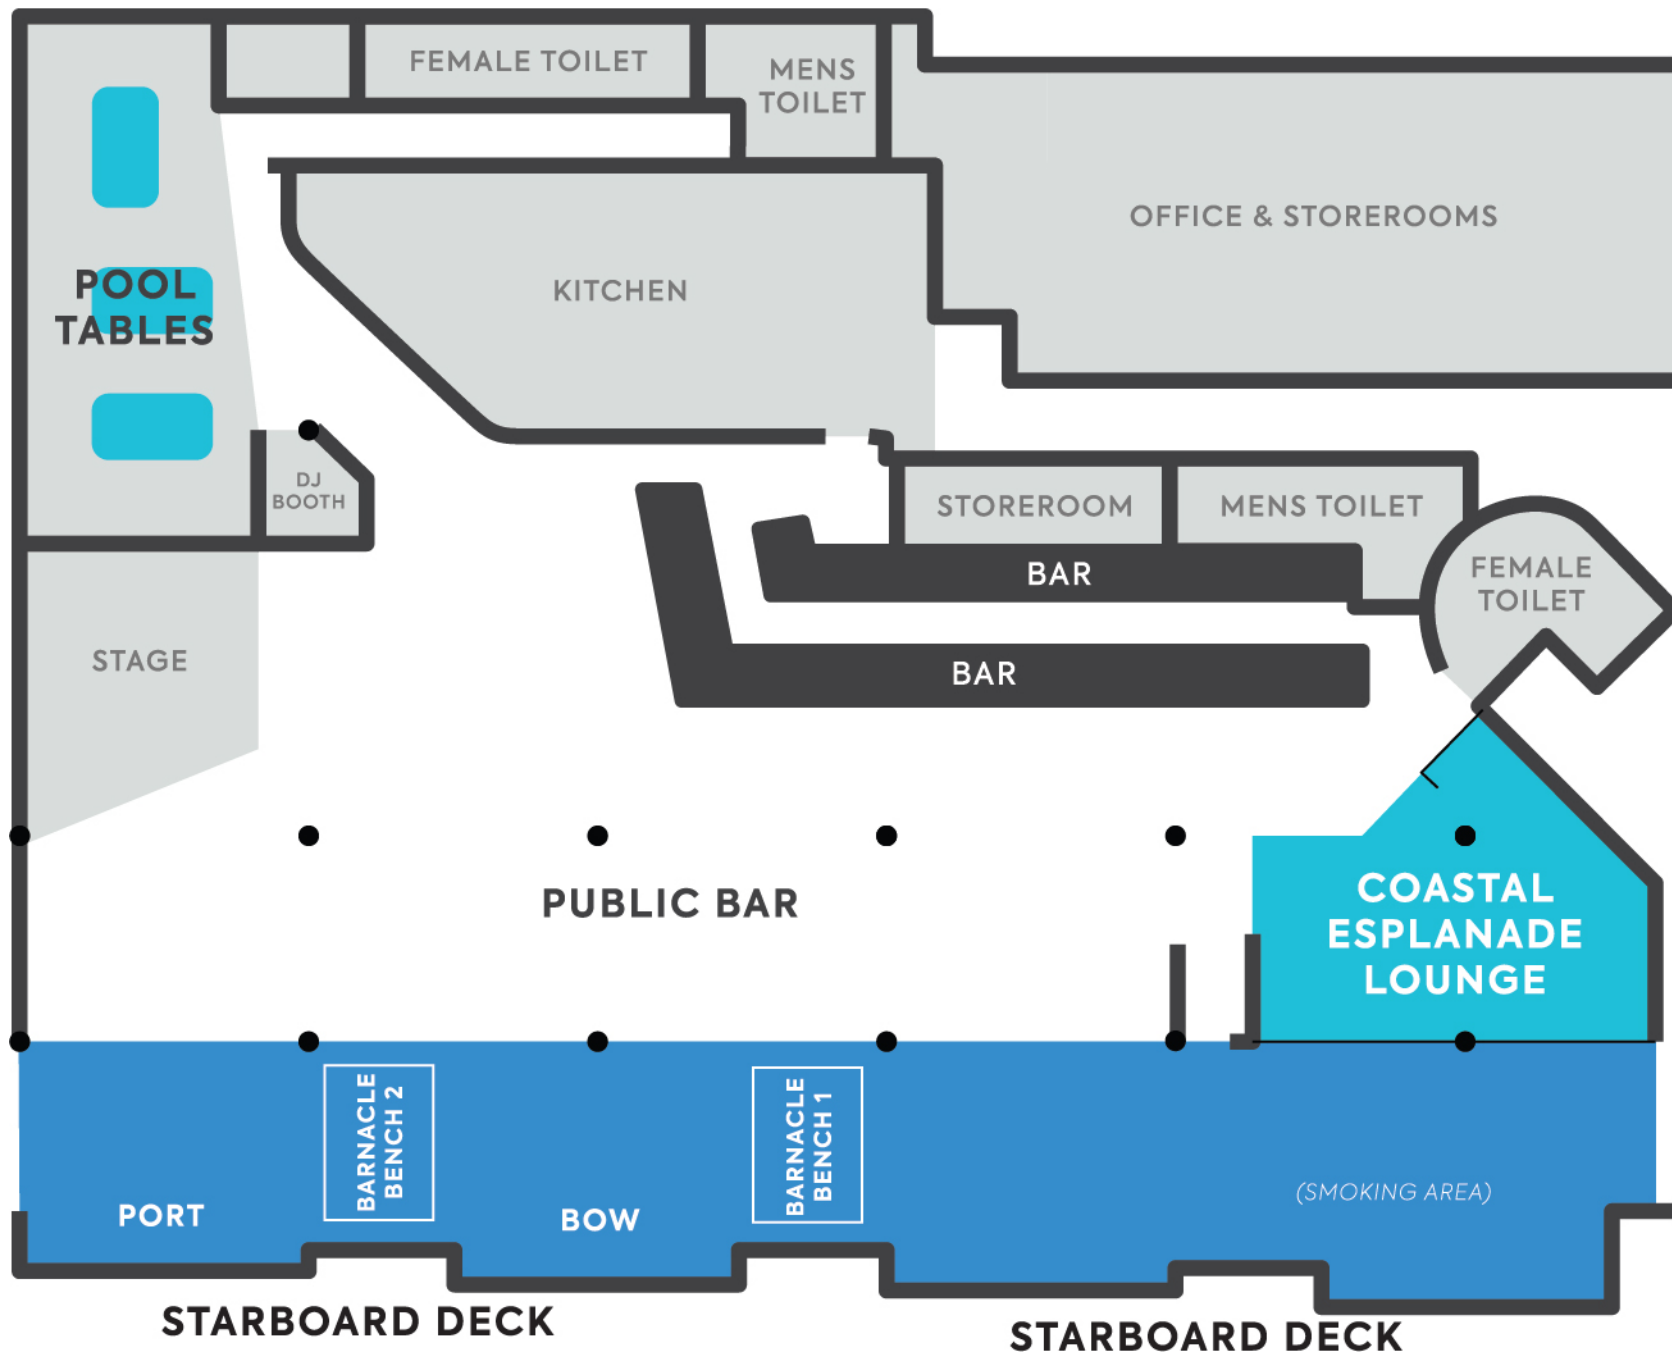 FEMALE TOILET
MENS
TOILET
OFFICE & STOREROOMS
KITCHEN
POOL
TABLES
DJ
BOOTH
STOREROOM
MENS TOILET
FEMALE
TOILET
BAR
BAR
STAGE
PUBLIC BAR
COASTAL
ESPLANADE
LOUNGE
BARNACLE
BENCH 2
BARNACLE
BENCH 1
PORT
BOW
(SMOKING AREA)
STARBOARD DECK
STARBOARD DECK